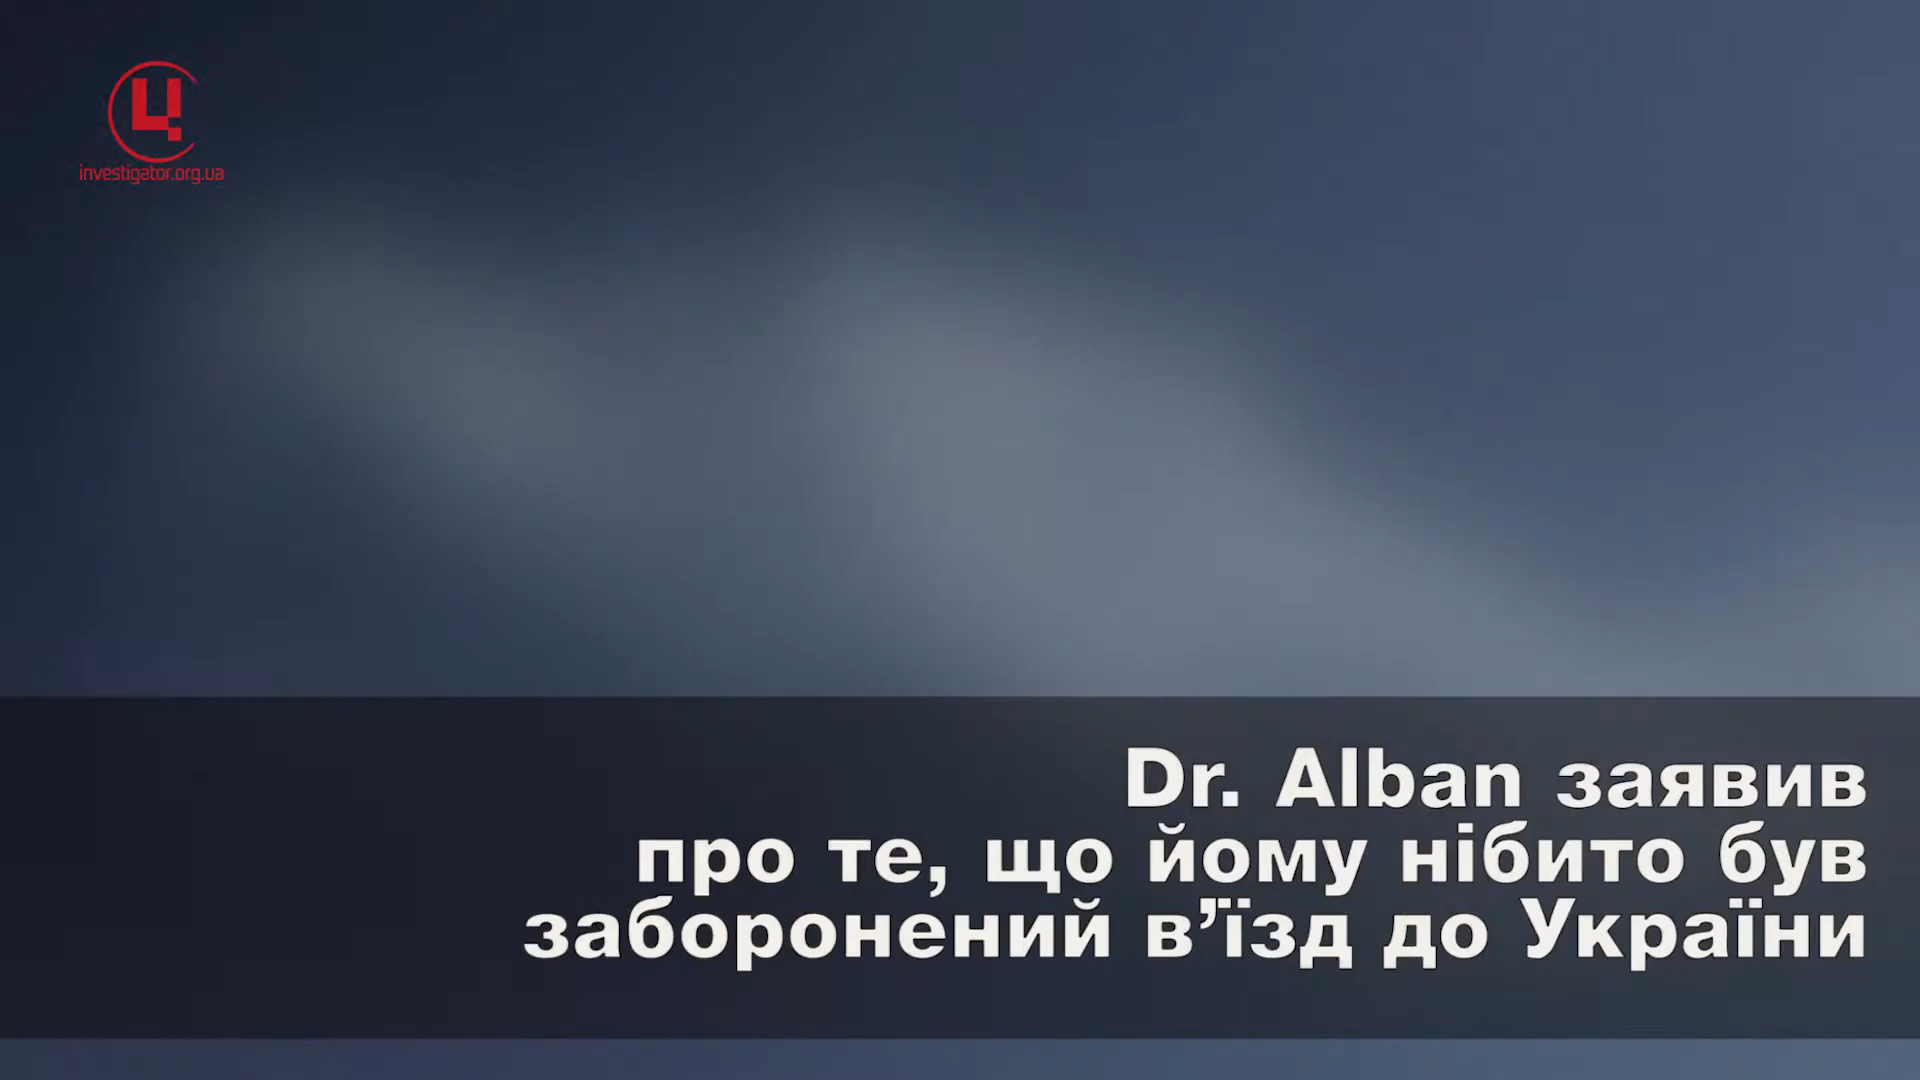 Ц
investigator.org.ua
Dr. Alban заявив
про те, що йому нібито був
заборонений в’їзд до України